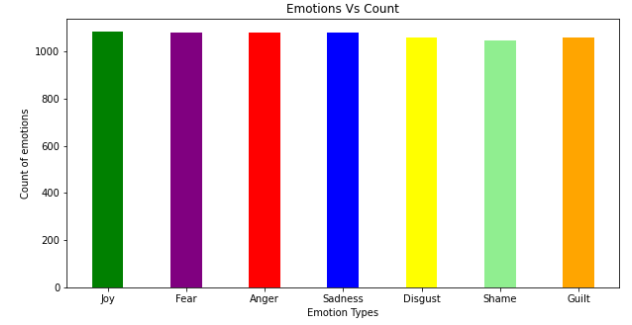 Emotions Vs Count
Count of emotions
1000
800
600
400
200
0
Joy Fear Anger Sadness Disgust Shame Guilt
Emotion Types